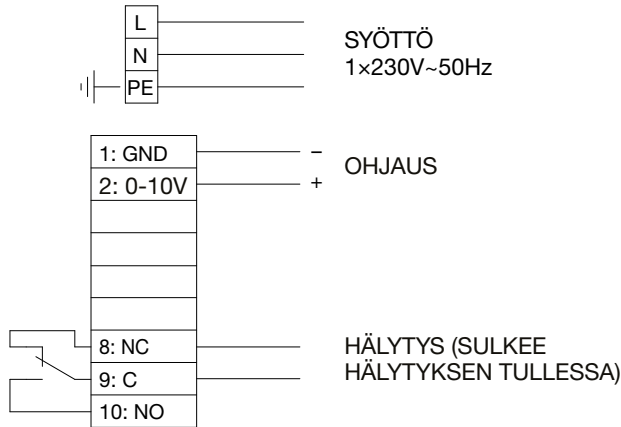 L
N
PE
SYÖTTÖ
1×230V~50Hz
1: GND
2: 0-10V
−
+
OHJAUS
8: NC
9: C
10: NO
HÄLYTYS (SULKEE
HÄLYTYKSEN TULLESSA)